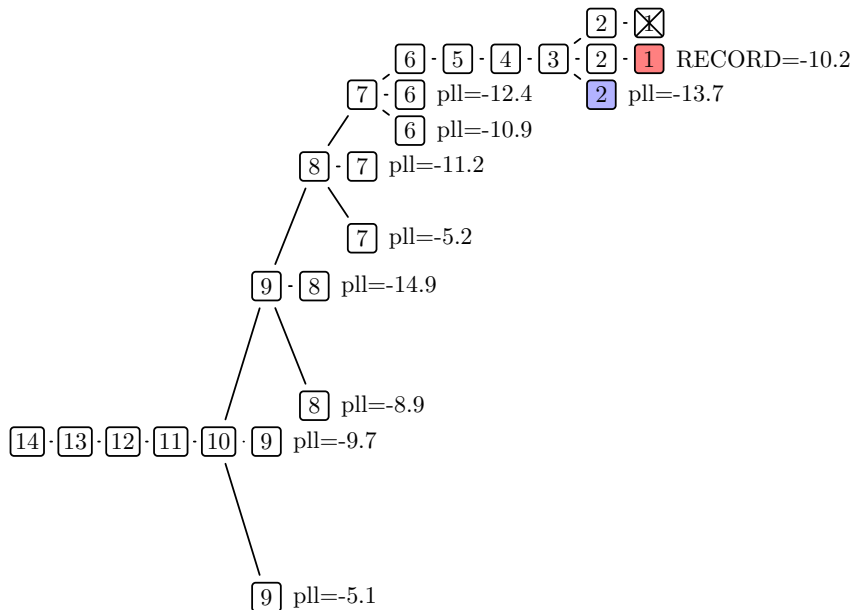 2 1
6 5 4 3 2 1 RECORD=-10.2
7 6 pll=-12.4 2 pll=-13.7
6 pll=-10.9
8 7 pll=-11.2
7 pll=-5.2
9 8 pll=-14.9
8 pll=-8.9
14 13 12 11 10 9 pll=-9.7
9 pll=-5.1